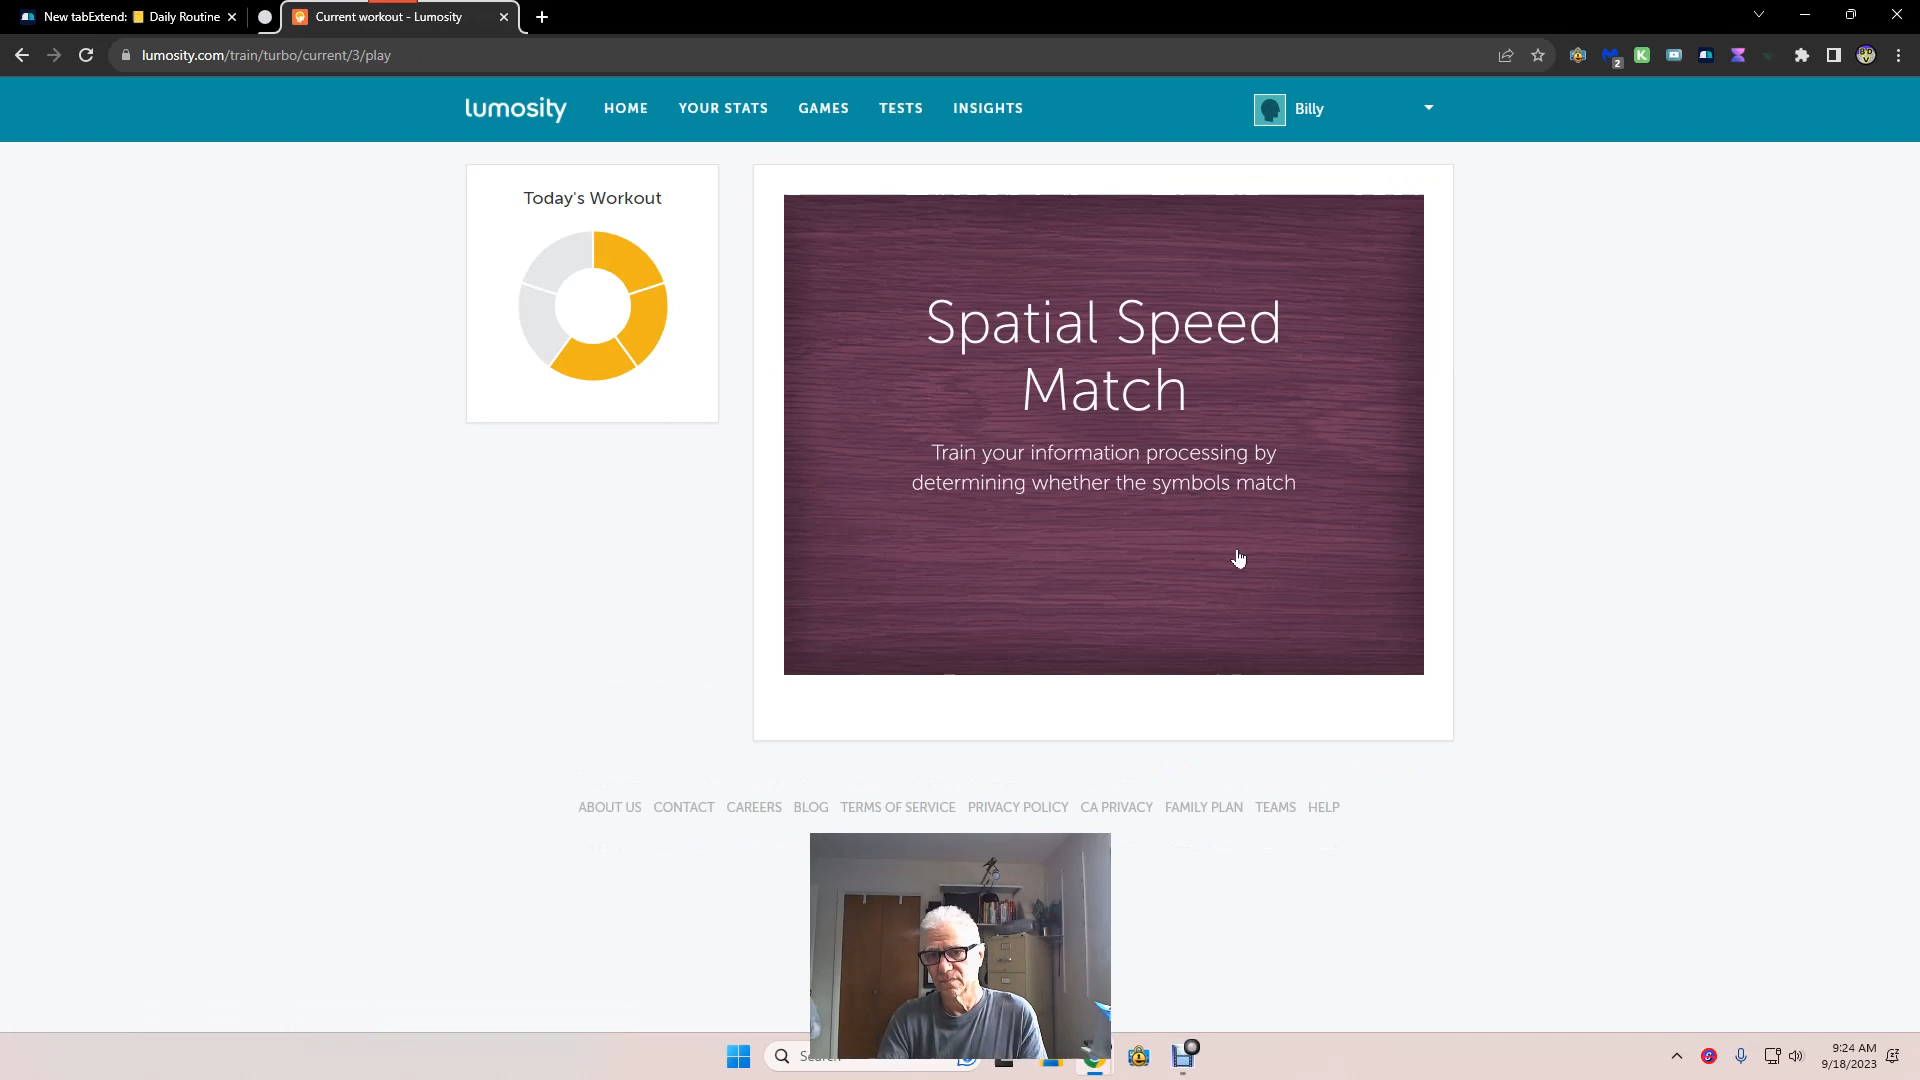 New tabExtend: Daily Routine
Current workout - Lumosity
lumosity.com/train/turbo/current/3/play
2
K
lumosity
HOME
YOUR STATS
GAMES
TESTS
INSIGHTS
Billy
Today's Workout
Spatial Speed
Match
Train your information processing by
determining whether the symbols match
ABOUT US CONTACT CAREERS BLOG TERMS OF SERVICE PRIVACY POLICY CA PRIVACY FAMILY PLAN TEAMS HELP
9:24 AM
9/18/2023